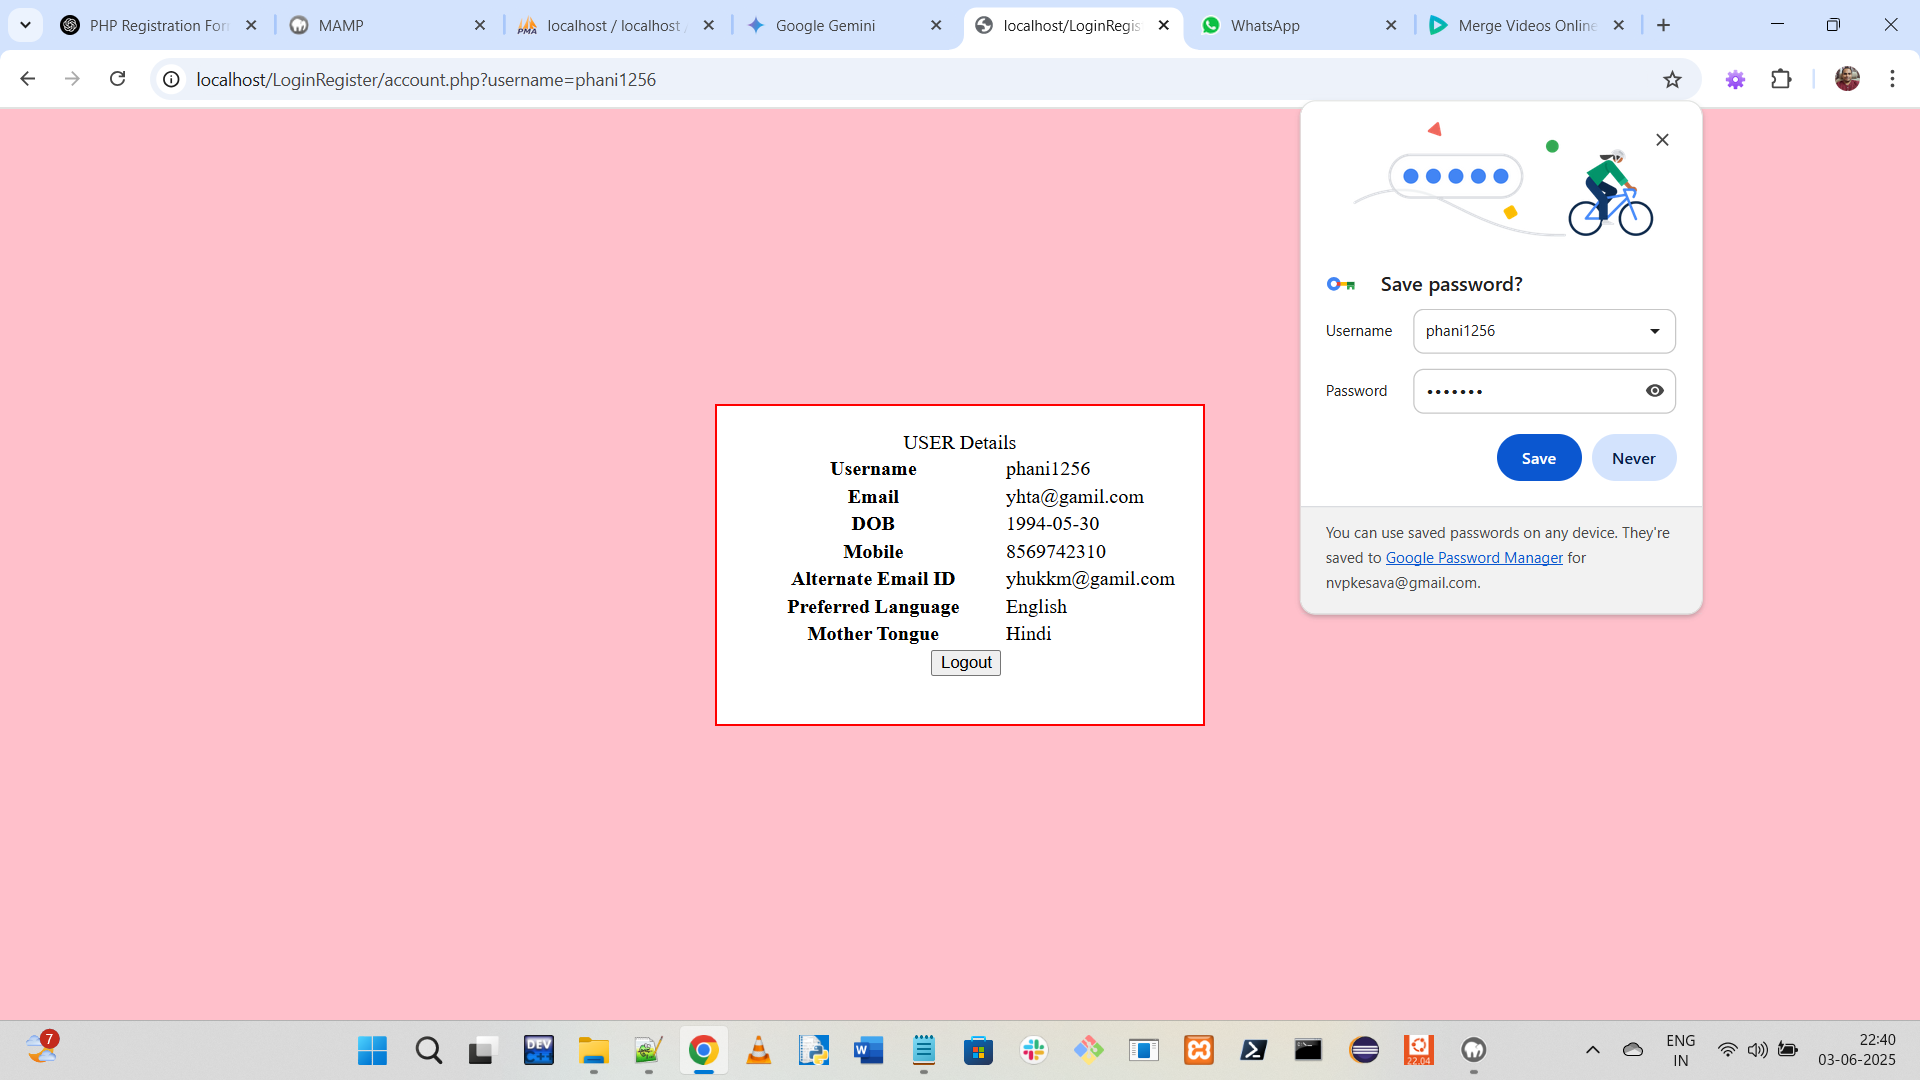 PHP Registration For
MAMP
localhost / localhost /
Google Gemini
localhost/LoginRegis
WhatsApp
Merge Videos Online
localhost/LoginRegister/account.php?username=phani1256
Save password?
Username
phani1256
Password
•••••••
Save
Never
You can use saved passwords on any device. They're
saved to Google Password Manager for
nvpkesava@gmail.com.
USER Details
Username phani1256
Email yhta@gamil.com
DOB 1994-05-30
Mobile 8569742310
Alternate Email ID yhukkm@gamil.com
Preferred Language English
Mother Tongue Hindi
Logout
7
DEV
C++
W
22.04
ENG
IN
22:40
03-06-2025